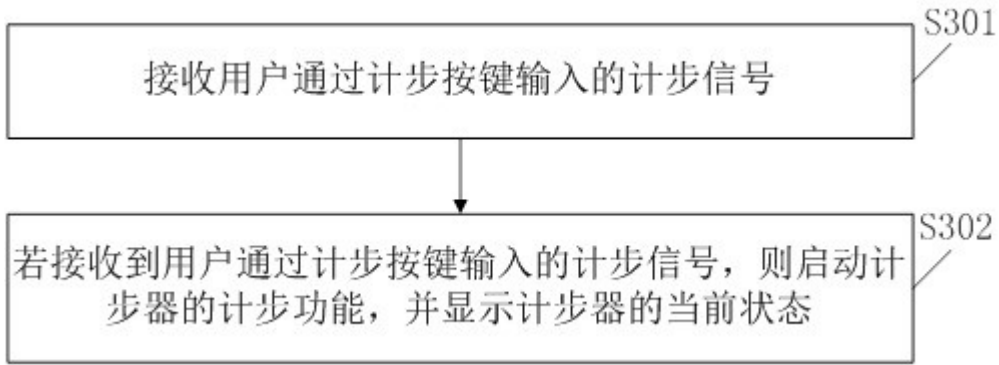 S301
接收用户通过计步按键输入的计步信号
S302
若接收到用户通过计步按键输入的计步信号，则启动计
步器的计步功能，并显示计步器的当前状态